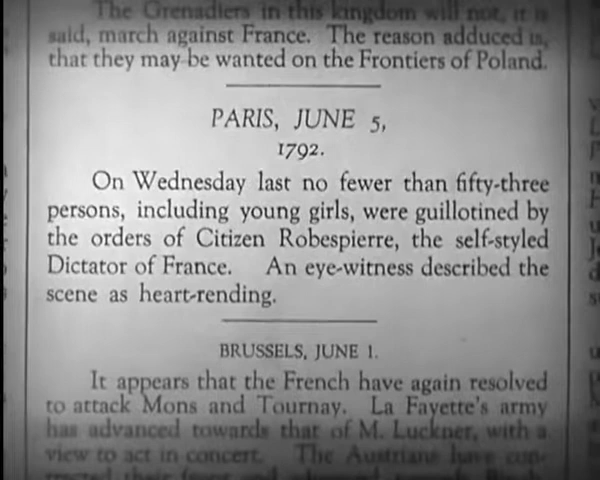 The Grenadiers in this kingdom will not, it is
said, march against France. The reason adduced is,
that they may be wanted on the Frontiers of Poland.
PARIS, JUNE 5,
1792.
On Wednesday last no fewer than fifty-three
persons, including young girls, were guillotined by
the orders of Citizen Robespierre, the self-styled
Dictator of France. An eye-witness described the
scene as heart-rending.
BRUSSELS, JUNE 1.
It appears that the French have again resolved
to attack Mons and Tournay. La Fayette's army
has advanced towards that of M. Luckner, with a
view to act in concert. The Austrians have con-